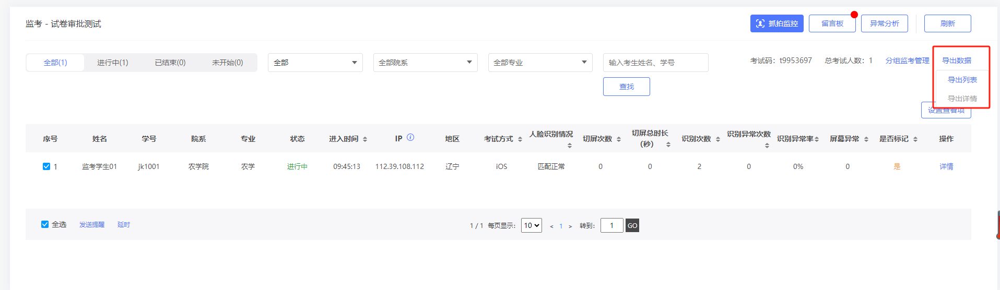 监考 - 试卷审批测试
抓拍监控 留言板 异常分析 刷新
全部(1) 进行中(1) 已结束(0) 未开始(0) 全部 全部院系 全部专业 输入考生姓名、学号 考试码：t9953697 总考试人数：1 分组监考管理 导出数据
导出列表
查找
导出详情
设置查看项
序号 姓名 学号 院系 专业 状态 进入时间 IP 地区 考试方式 人脸识别情况 切屏次数 切屏总时长(秒) 识别次数 识别异常次数 识别异常率 屏幕异常 是否标记 操作
1 监考学生01 jk1001 农学院 农学 进行中 09:45:13 112.39.108.112 辽宁 iOS 匹配正常 0 0 2 0 0% 0 是 详情
全选 发送提醒 延时 1 / 1 每页显示： 10 < 1 > 转到： 1 GO